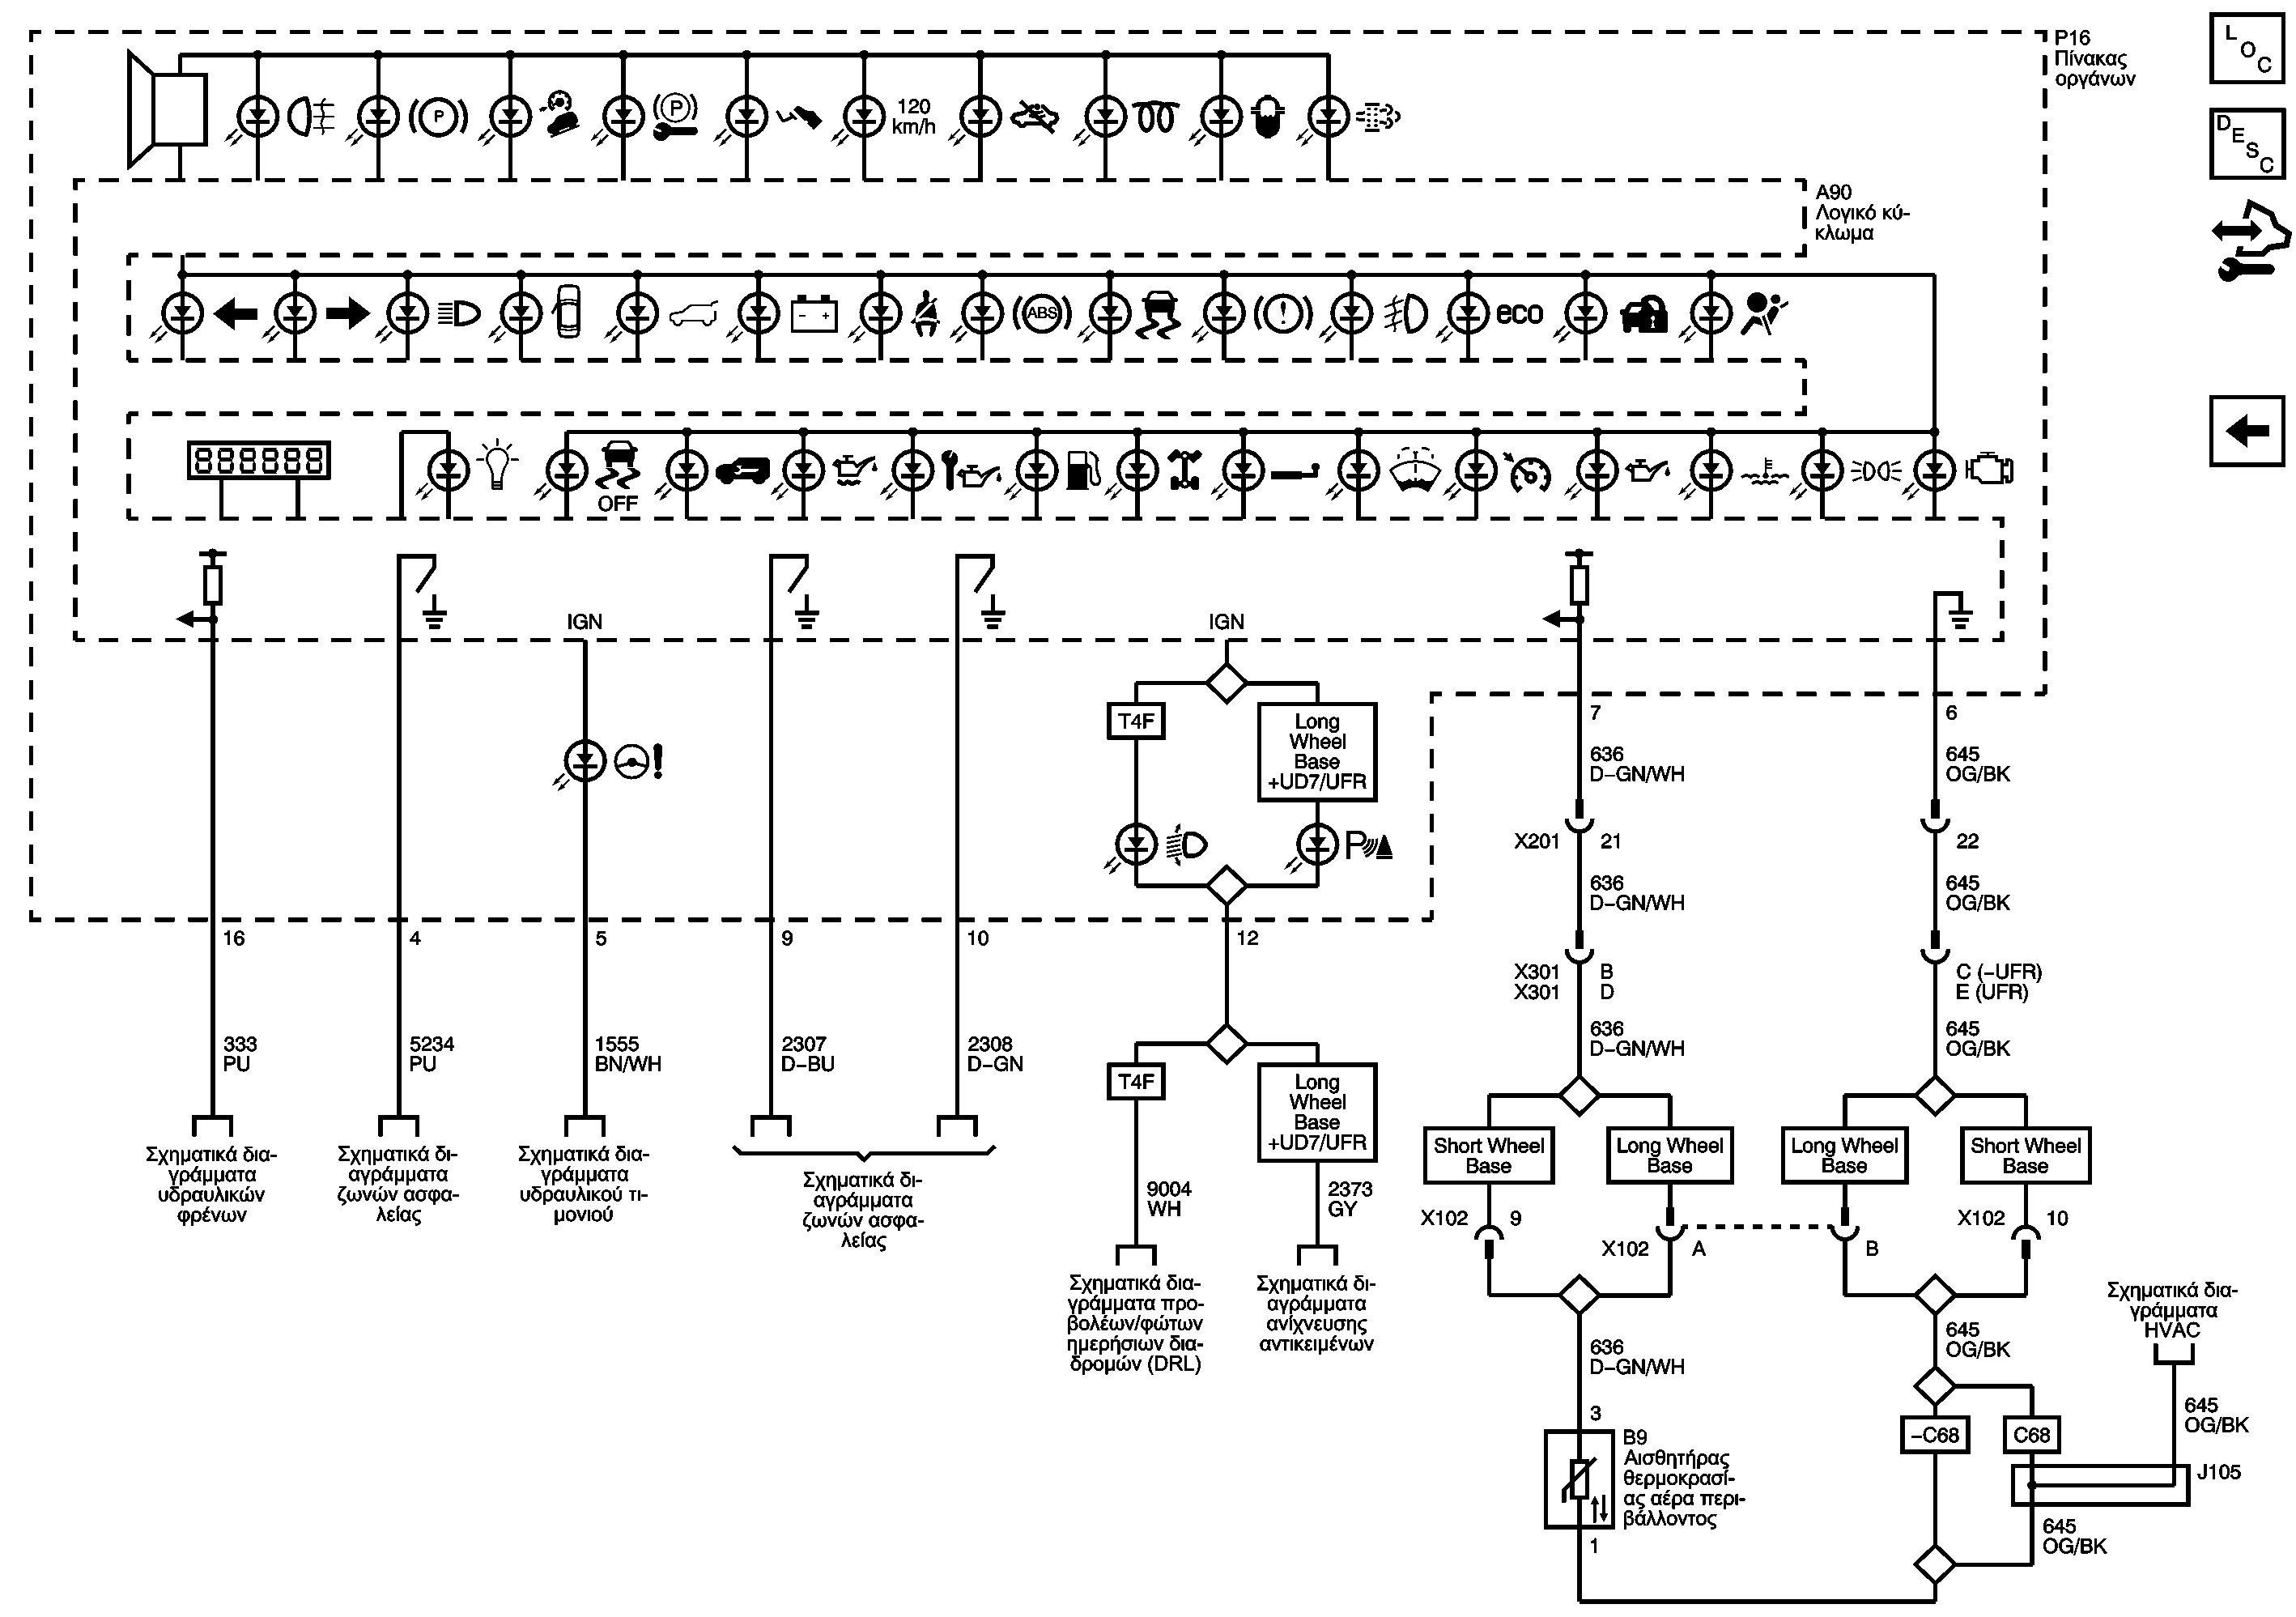 P16
Πίνακας
οργάνων
L
O
C
D
E
S
C
P
P
120
km/h
A90
Λογικό κύ-
κλωμα
ABS
!
eco
888888
OFF
IGN
IGN
T4F
Long
Wheel
Base
+UD7/UFR
P
7
6
636
D-GN/WH
645
OG/BK
X201
21
22
636
D-GN/WH
645
OG/BK
16
4
5
9
10
12
X301
B
X301
D
C (-UFR)
E (UFR)
333
PU
5234
PU
1555
BN/WH
2307
D-BU
2308
D-GN
636
D-GN/WH
645
OG/BK
T4F
Long
Wheel
Base
+UD7/UFR
Σχηματικά δια-
γράμματα
υδραυλικών
φρένων
Σχηματικά δι-
αγράμματα
ζωνών ασφα-
λείας
Σχηματικά δια-
γράμματα
υδραυλικού τι-
μονιού
Σχηματικά δι-
αγράμματα
ζωνών ασφα-
λείας
Short Wheel
Base
Long Wheel
Base
Long Wheel
Base
Short Wheel
Base
9004
WH
2373
GY
X102
9
X102
A
B
X102
10
Σχηματικά δια-
γράμματα προ-
βολέων/φώτων
ημερήσιων δια-
δρομών (DRL)
Σχηματικά δι-
αγράμματα
ανίχνευσης
αντικειμένων
Σχηματικά δια-
γράμματα
HVAC
636
D-GN/WH
645
OG/BK
645
OG/BK
3
B9
Αισθητήρας
θερμοκρασί-
ας αέρα περι-
βάλλοντος
1
-C68
C68
J105
645
OG/BK